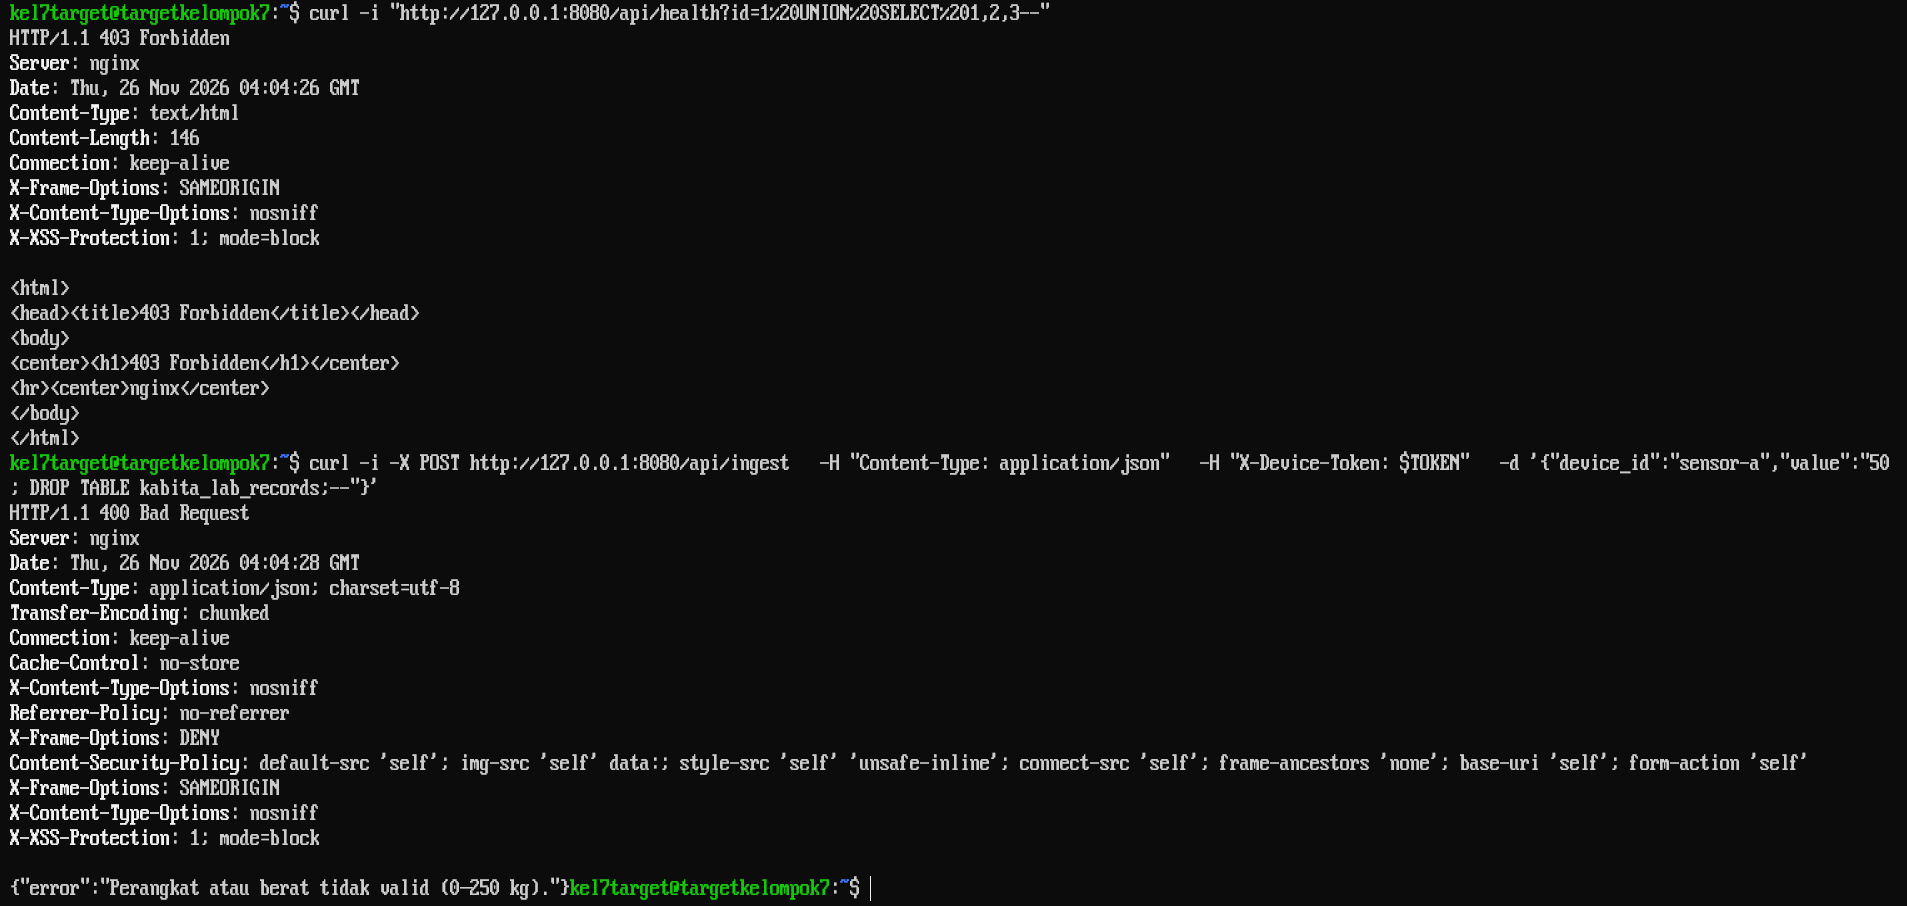 kel7target@targetkelompok7:~$ curl -i "http://127.0.0.1:8080/api/health?id=1%20UNION%20SELECT%201,2,3--"
HTTP/1.1 403 Forbidden
Server: nginx
Date: Thu, 26 Nov 2026 04:04:26 GMT
Content-Type: text/html
Content-Length: 146
Connection: keep-alive
X-Frame-Options: SAMEORIGIN
X-Content-Type-Options: nosniff
X-XSS-Protection: 1; mode=block

<html>
<head><title>403 Forbidden</title></head>
<body>
<center><h1>403 Forbidden</h1></center>
<hr><center>nginx</center>
</body>
</html>
kel7target@targetkelompok7:~$ curl -i -X POST http://127.0.0.1:8080/api/ingest   -H "Content-Type: application/json"   -H "X-Device-Token: $TOKEN"   -d '{"device_id":"sensor-a","value":"50
; DROP TABLE kabita_lab_records;--"}'
HTTP/1.1 400 Bad Request
Server: nginx
Date: Thu, 26 Nov 2026 04:04:28 GMT
Content-Type: application/json; charset=utf-8
Transfer-Encoding: chunked
Connection: keep-alive
Cache-Control: no-store
X-Content-Type-Options: nosniff
Referrer-Policy: no-referrer
X-Frame-Options: DENY
Content-Security-Policy: default-src 'self'; img-src 'self' data:; style-src 'self' 'unsafe-inline'; connect-src 'self'; frame-ancestors 'none'; base-uri 'self'; form-action 'self'
X-Frame-Options: SAMEORIGIN
X-Content-Type-Options: nosniff
X-XSS-Protection: 1; mode=block

{"error":"Perangkat atau berat tidak valid (0–250 kg)."}kel7target@targetkelompok7:~$